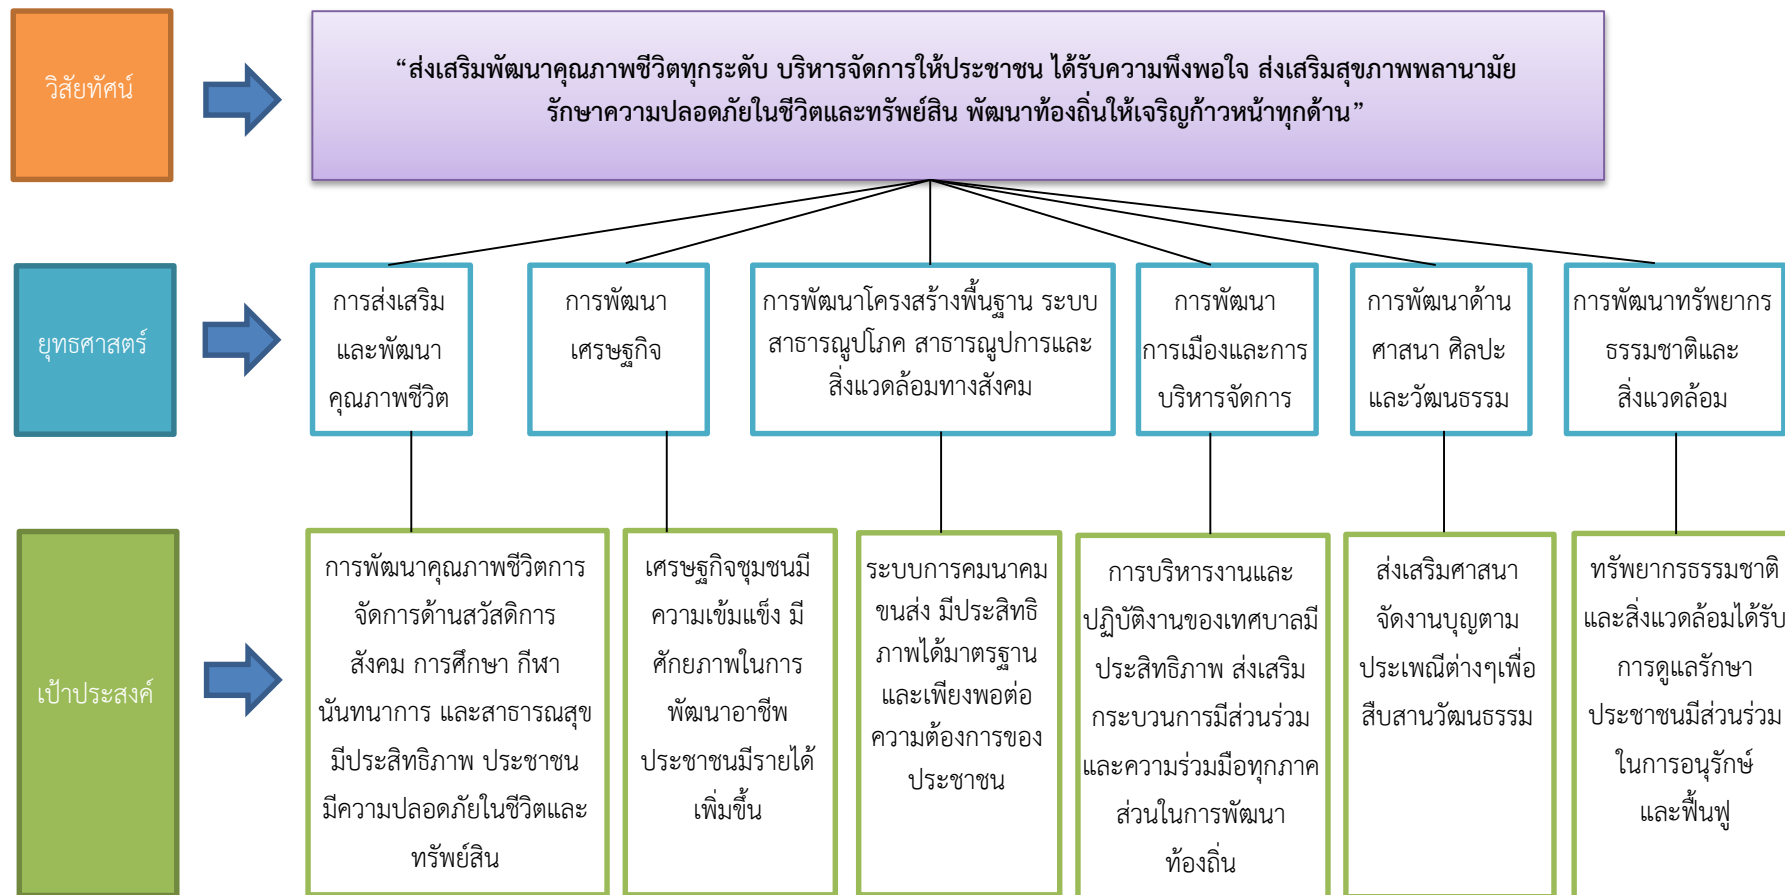 วิสัยทัศน์
“ส่งเสริมพัฒนาคุณภาพชีวิตทุกระดับ บริหารจัดการให้ประชาชน ได้รับความพึงพอใจ ส่งเสริมสุขภาพพลานามัย
รักษาความปลอดภัยในชีวิตและทรัพย์สิน พัฒนาท้องถิ่นให้เจริญก้าวหน้าทุกด้าน”
ยุทธศาสตร์
การส่งเสริม
และพัฒนา
คุณภาพชีวิต
การพัฒนา
เศรษฐกิจ
การพัฒนาโครงสร้างพื้นฐาน ระบบ
สาธารณูปโภค สาธารณูปการและ
สิ่งแวดล้อมทางสังคม
การพัฒนา
การเมืองและการ
บริหารจัดการ
การพัฒนาด้าน
ศาสนา ศิลปะ
และวัฒนธรรม
การพัฒนาทรัพยากร
ธรรมชาติและ
สิ่งแวดล้อม
เป้าประสงค์
การพัฒนาคุณภาพชีวิตการ
จัดการด้านสวัสดิการ
สังคม การศึกษา กีฬา
นันทนาการ และสาธารณสุข
มีประสิทธิภาพ ประชาชน
มีความปลอดภัยในชีวิตและ
ทรัพย์สิน
เศรษฐกิจชุมชนมี
ความเข้มแข็ง มี
ศักยภาพในการ
พัฒนาอาชีพ
ประชาชนมีรายได้
เพิ่มขึ้น
ระบบการคมนาคม
ขนส่ง มีประสิทธิ
ภาพได้มาตรฐาน
และเพียงพอต่อ
ความต้องการของ
ประชาชน
การบริหารงานและ
ปฏิบัติงานของเทศบาลมี
ประสิทธิภาพ ส่งเสริม
กระบวนการมีส่วนร่วม
และความร่วมมือทุกภาค
ส่วนในการพัฒนา
ท้องถิ่น
ส่งเสริมศาสนา
จัดงานบุญตาม
ประเพณีต่างๆเพื่อ
สืบสานวัฒนธรรม
ทรัพยากรธรรมชาติ
และสิ่งแวดล้อมได้รับ
การดูแลรักษา
ประชาชนมีส่วนร่วม
ในการอนุรักษ์
และฟื้นฟู